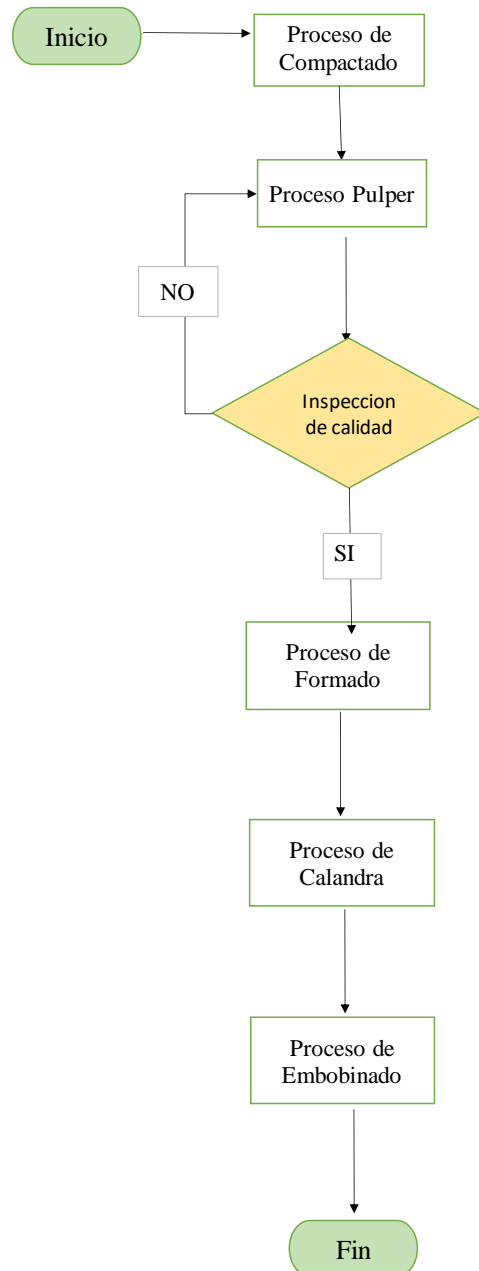 Inicio
Proceso de
Compactado
Proceso Pulper
NO
Inspeccion
de calidad
SI
Proceso de
Formado
Proceso de
Calandra
Proceso de
Embobinado
Fin